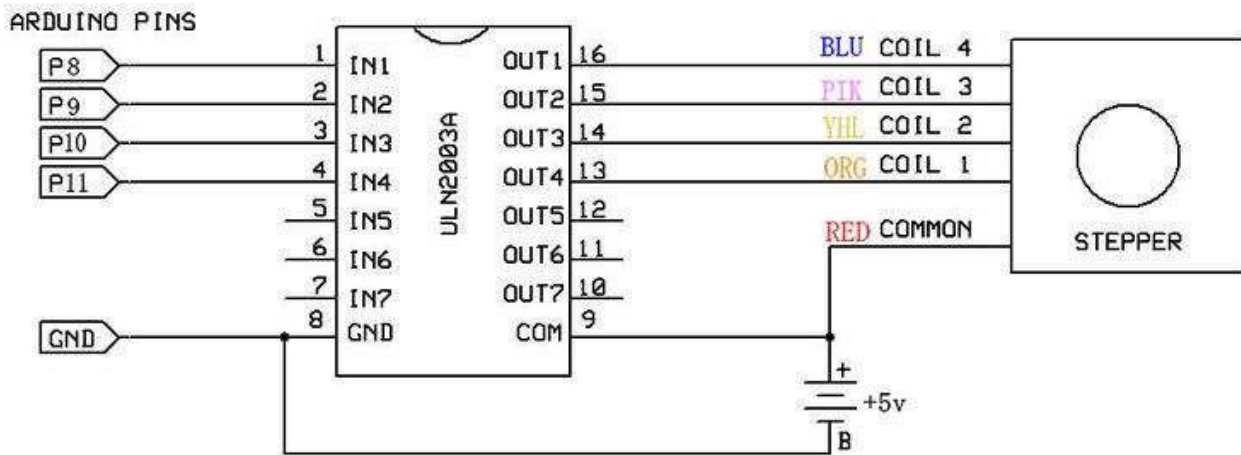 ARDUINO PINS
P8 1 IN1 OUT1 16 BLU COIL 4
P9 2 IN2 OUT2 15 PIK COIL 3
P10 3 IN3 OUT3 14 YHL COIL 2
P11 4 IN4 OUT4 13 ORG COIL 1
5 IN5 OUT5 12
6 IN6 OUT6 11
7 IN7 OUT7 10
GND 8 GND COM 9
ULN2003A
RED COMMON
STEPPER
+
+5v
B